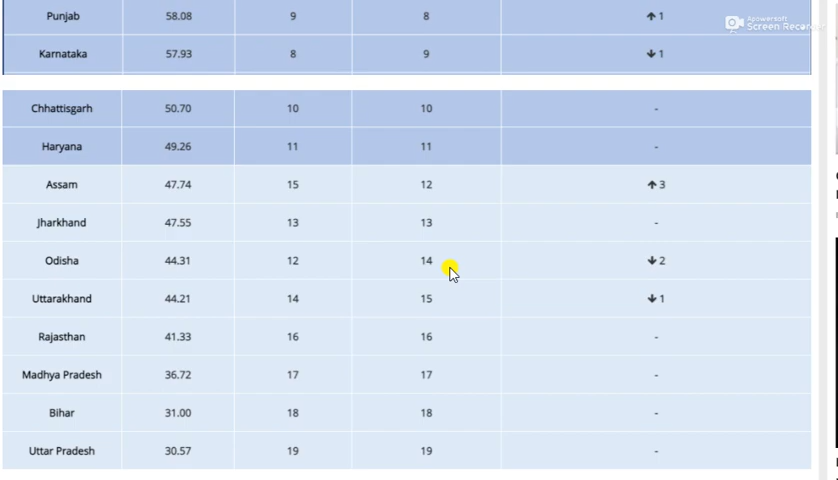 Punjab 58.08 9 8 ↑ 1
Apowersoft
Screen Recorder
Karnataka 57.93 8 9 ↓ 1
Chhattisgarh 50.70 10 10 -
Haryana 49.26 11 11 -
Assam 47.74 15 12 ↑ 3
Jharkhand 47.55 13 13 -
Odisha 44.31 12 14 ↓ 2
Uttarakhand 44.21 14 15 ↓ 1
Rajasthan 41.33 16 16 -
Madhya Pradesh 36.72 17 17 -
Bihar 31.00 18 18 -
Uttar Pradesh 30.57 19 19 -